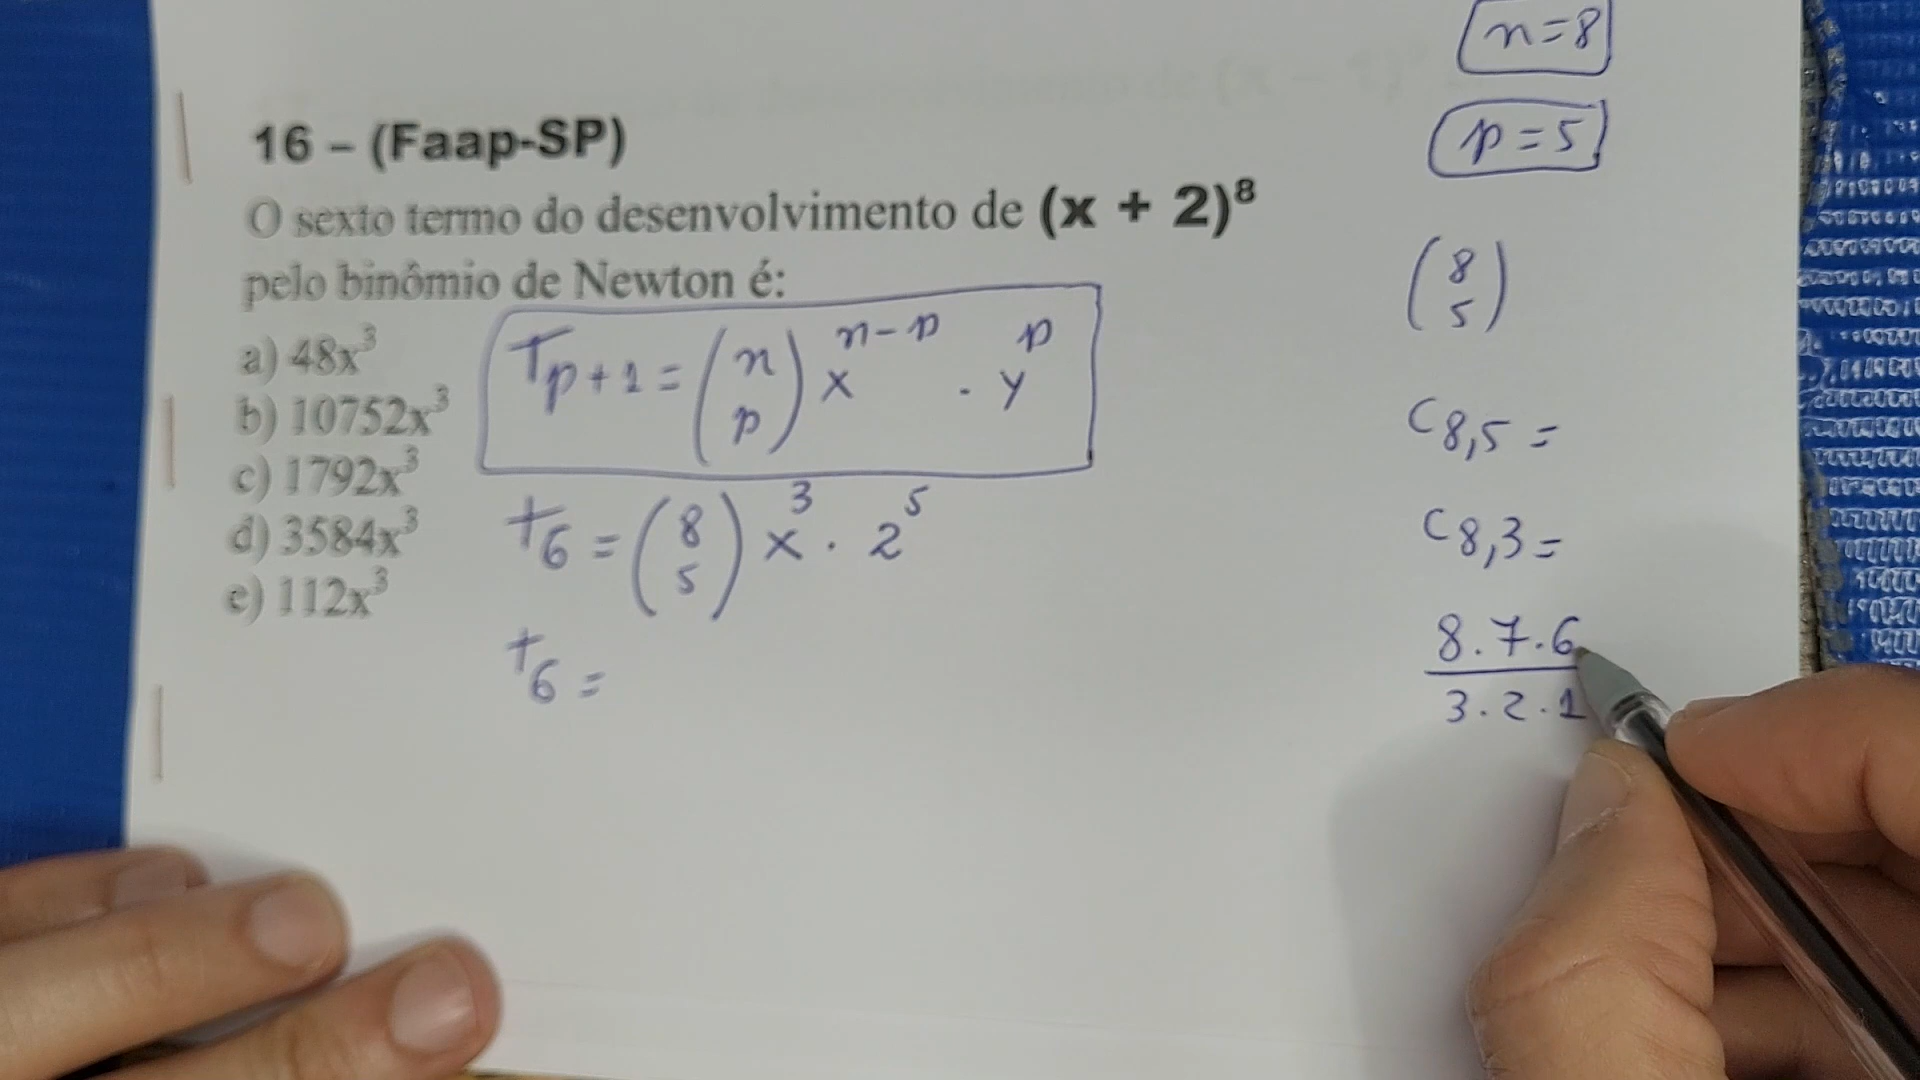 n=8
p=5
16 – (Faap-SP)
O sexto termo do desenvolvimento de (x + 2)⁸
pelo binômio de Newton é:
a) 48x³
b) 10752x³
c) 1792x³
d) 3584x³
e) 112x³
Tp+1 = (n p) x^n-p . y^p
T6 = (8 5) x³ . 2⁵
T6 =
(8 5)
C8,5 =
C8,3 =
8.7.6
3.2.1